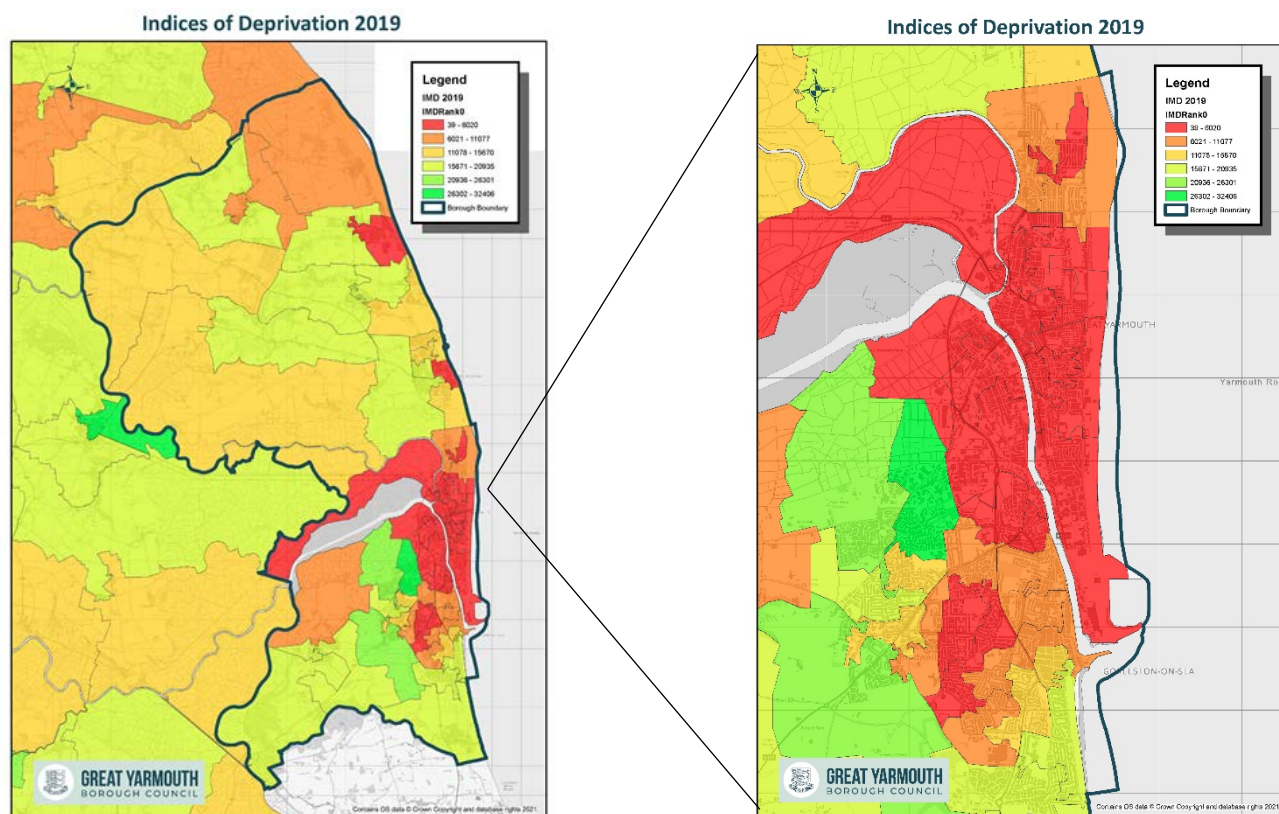 Indices of Deprivation 2019
Legend
IMD 2019
IMDRank0
39 - 6020
6021 - 11077
11078 - 15670
15671 - 20935
20936 - 26301
26302 - 32406
Borough Boundary
N
E
GREAT YARMOUTH
BOROUGH COUNCIL
Contains OS data © Crown Copyright and database rights 2021
Indices of Deprivation 2019
Legend
IMD 2019
IMDRank0
39 - 6020
6021 - 11077
11078 - 15670
15671 - 20935
20936 - 26301
26302 - 32406
Borough Boundary
N
E
GREAT YARMOUTH
Yarmouth Ro
GORLESTON-ON-SEA
GREAT YARMOUTH
BOROUGH COUNCIL
Contains OS data © Crown Copyright and database rights 2021